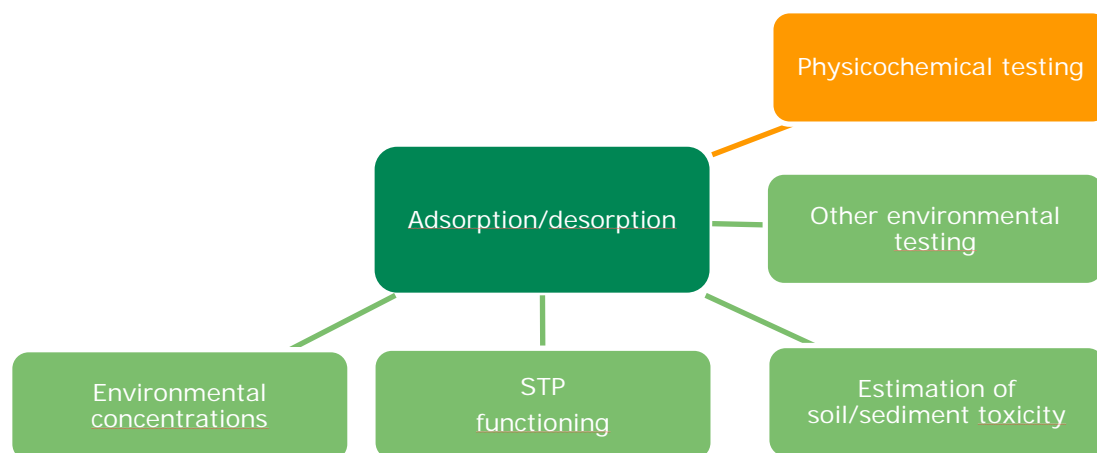 Physicochemical testing
Adsorption/desorption
Other environmental
testing
Environmental
concentrations
STP
functioning
Estimation of
soil/sediment toxicity